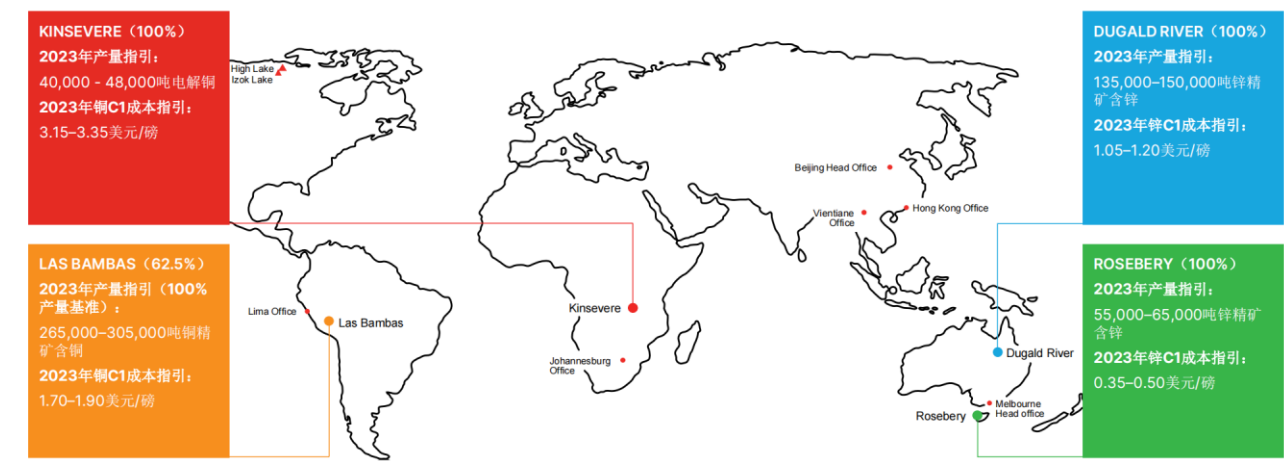 KINSEVERE（100%）
2023年产量指引：
40,000 - 48,000吨电解铜
2023年铜C1成本指引：
3.15–3.35美元/磅
LAS BAMBAS（62.5%）
2023年产量指引（100%
产量基准）：
265,000–305,000吨铜精
矿含铜
2023年铜C1成本指引：
1.70–1.90美元/磅
High Lake
Izok Lake
Lima Office
Las Bambas
Kinsevere
Johannesburg
Office
Beijing Head Office
Vientiane
Office
Hong Kong Office
Dugald River
Melbourne
Head office
Rosebery
DUGALD RIVER（100%）
2023年产量指引：
135,000–150,000吨锌精
矿含锌
2023年锌C1成本指引：
1.05–1.20美元/磅
ROSEBERY（100%）
2023年产量指引：
55,000–65,000吨锌精矿
含锌
2023年锌C1成本指引：
0.35–0.50美元/磅